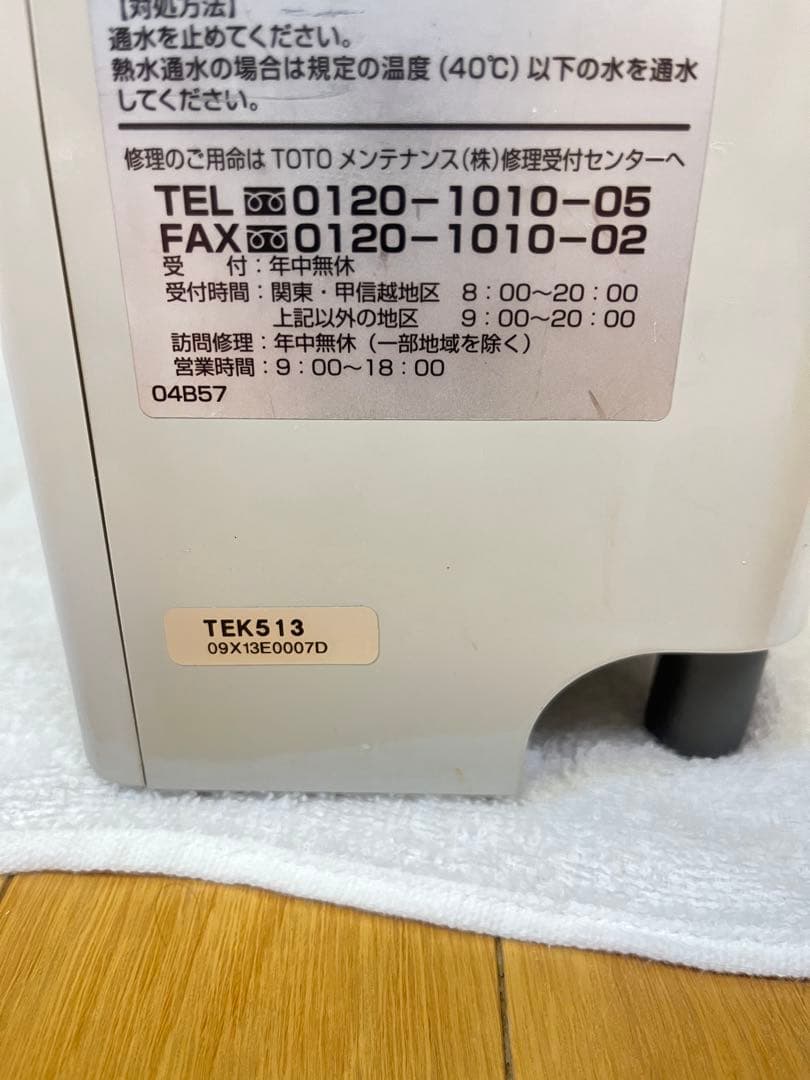 【対処方法】
通水を止めてください。
熱水通水の場合は規定の温度(40℃)以下の水を通水
してください。
修理のご用命はTOTOメンテナンス(株)修理受付センターへ
TEL 0120-1010-05
FAX 0120-1010-02
受 付:年中無休
受付時間:関東・甲信越地区 8:00〜20:00
上記以外の地区 9:00〜20:00
訪問修理:年中無休(一部地域を除く)
営業時間:9:00〜18:00
04B57
TEK513
09X13E0007D